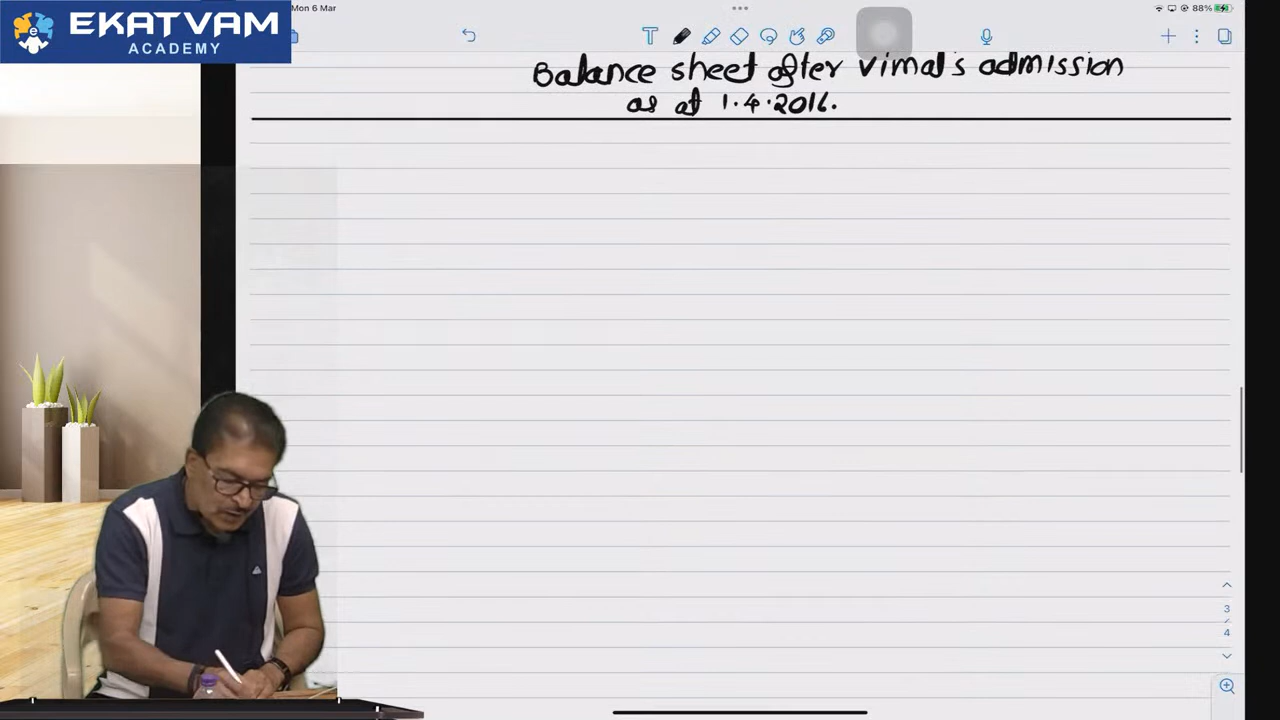 EKATVAM
ACADEMY
Mon 6 Mar
88%
Balance sheet after Vimal's admission
as at 1.4.2016.
3
4